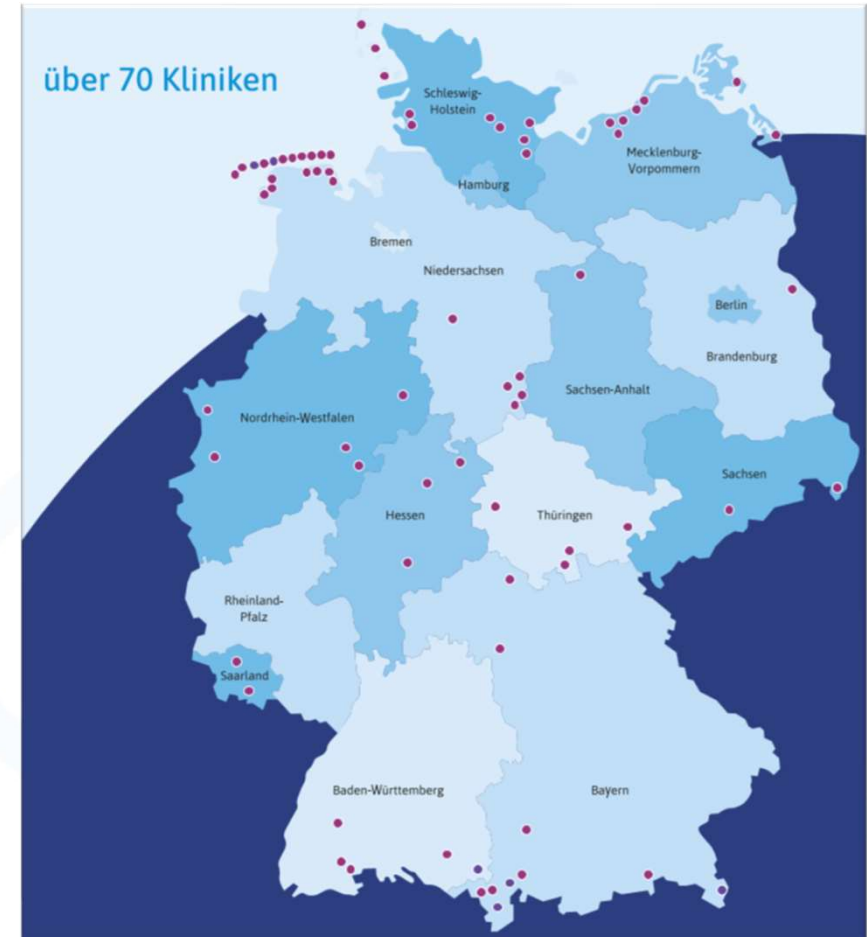 über 70 Kliniken
Schleswig-
Holstein
Mecklenburg-
Vorpommern
Hamburg
Bremen
Niedersachsen
Berlin
Brandenburg
Sachsen-Anhalt
Nordrhein-Westfalen
Sachsen
Hessen
Thüringen
Rheinland-
Pfalz
Saarland
Baden-Württemberg
Bayern